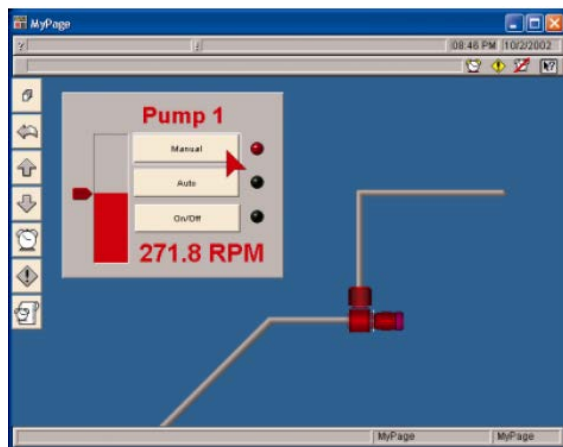 MyPage
08:46 PM 10/2/2002
Pump 1
Manual
Auto
On/Off
271.8 RPM
MyPage MyPage